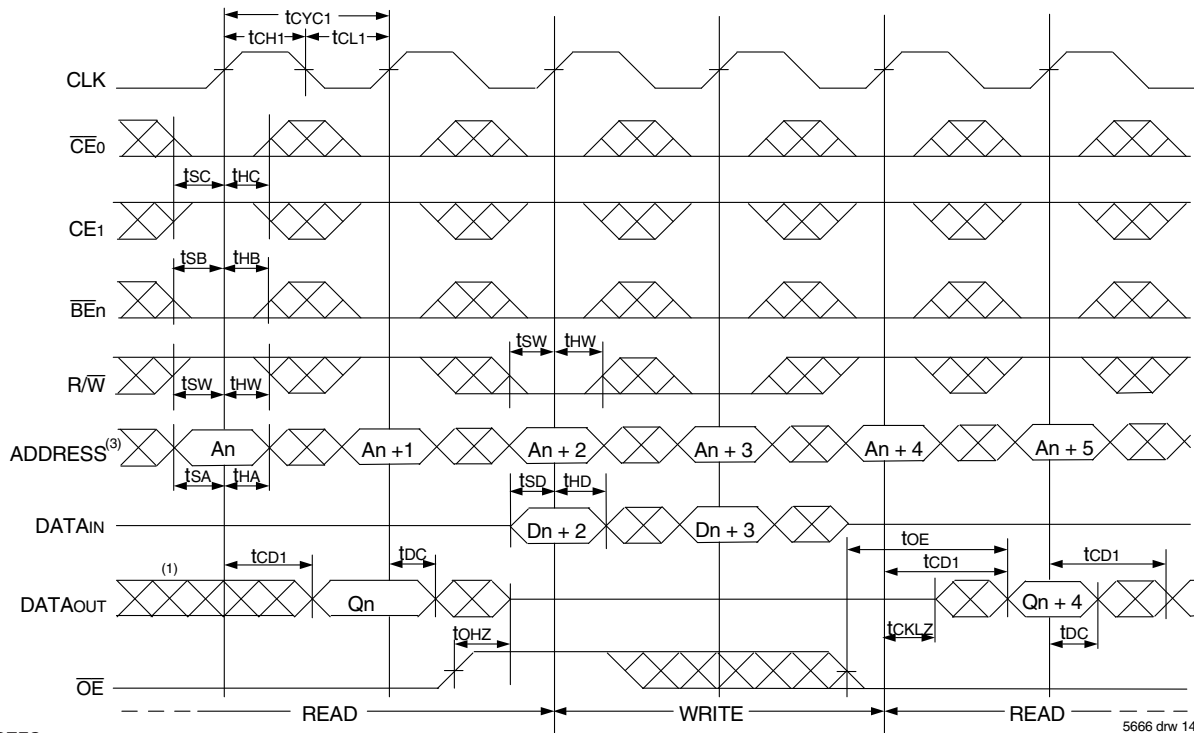 tCYC1
tCH1 tCL1
CLK
CE0
tSC tHC
CE1
tSB tHB
BEn
tSW tHW
R/W
tSW tHW
ADDRESS(3) An An +1 An + 2 An + 3 An + 4 An + 5
tSA tHA tSD tHD
DATAIN Dn + 2 Dn + 3
tOE
(1) tCD1 tDC tCD1 tCD1
DATAOUT Qn Qn + 4
tOHZ tCKLZ tDC
OE
READ WRITE READ
5666 drw 14